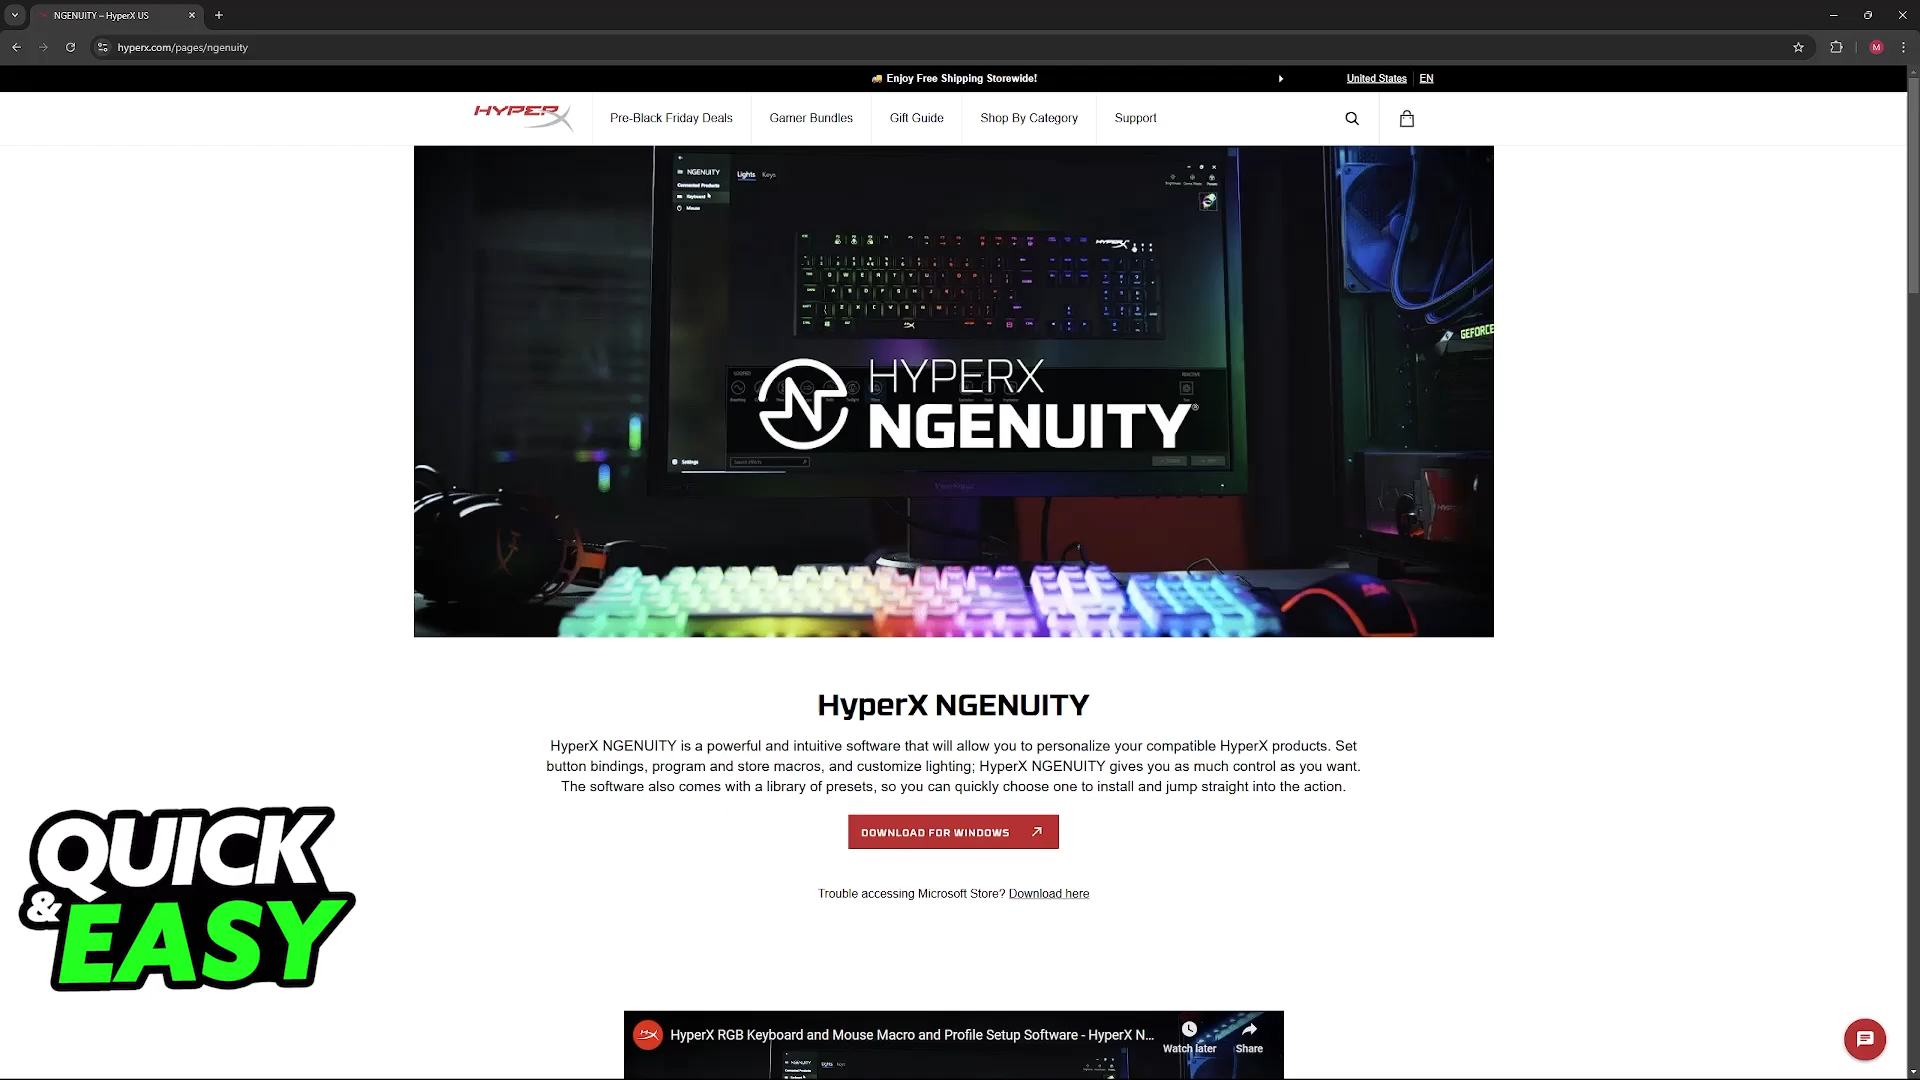 NGENUITY – HyperX US
hyperx.com/pages/ngenuity
M
Enjoy Free Shipping Storewide!
United States
EN
HYPERX
Pre-Black Friday Deals
Gamer Bundles
Gift Guide
Shop By Category
Support
NGENUITY
Lights
Keys
Connected Products
Keyboard
Mouse
HYPERX
GEFORCE
HYPERX
NGENUITY®
Settings
HyperX NGENUITY
HyperX NGENUITY is a powerful and intuitive software that will allow you to personalize your compatible HyperX products. Set
button bindings, program and store macros, and customize lighting; HyperX NGENUITY gives you as much control as you want.
The software also comes with a library of presets, so you can quickly choose one to install and jump straight into the action.
DOWNLOAD FOR WINDOWS
Trouble accessing Microsoft Store? Download here
QUICK
& EASY
HyperX RGB Keyboard and Mouse Macro and Profile Setup Software - HyperX N...
Watch later
Share